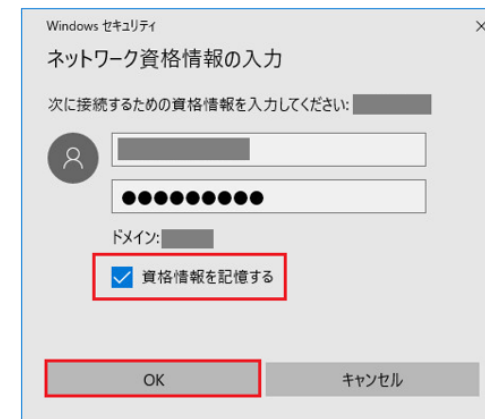 Windows セキュリティ
ネットワーク資格情報の入力
次に接続するための資格情報を入力してください:
●●●●●●●●●
ドメイン:
資格情報を記憶する
OK
キャンセル